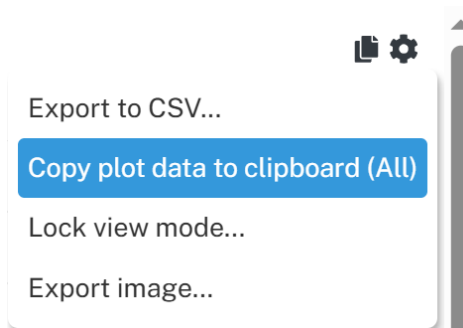 Export to CSV...
Copy plot data to clipboard (All)
Lock view mode...
Export image...